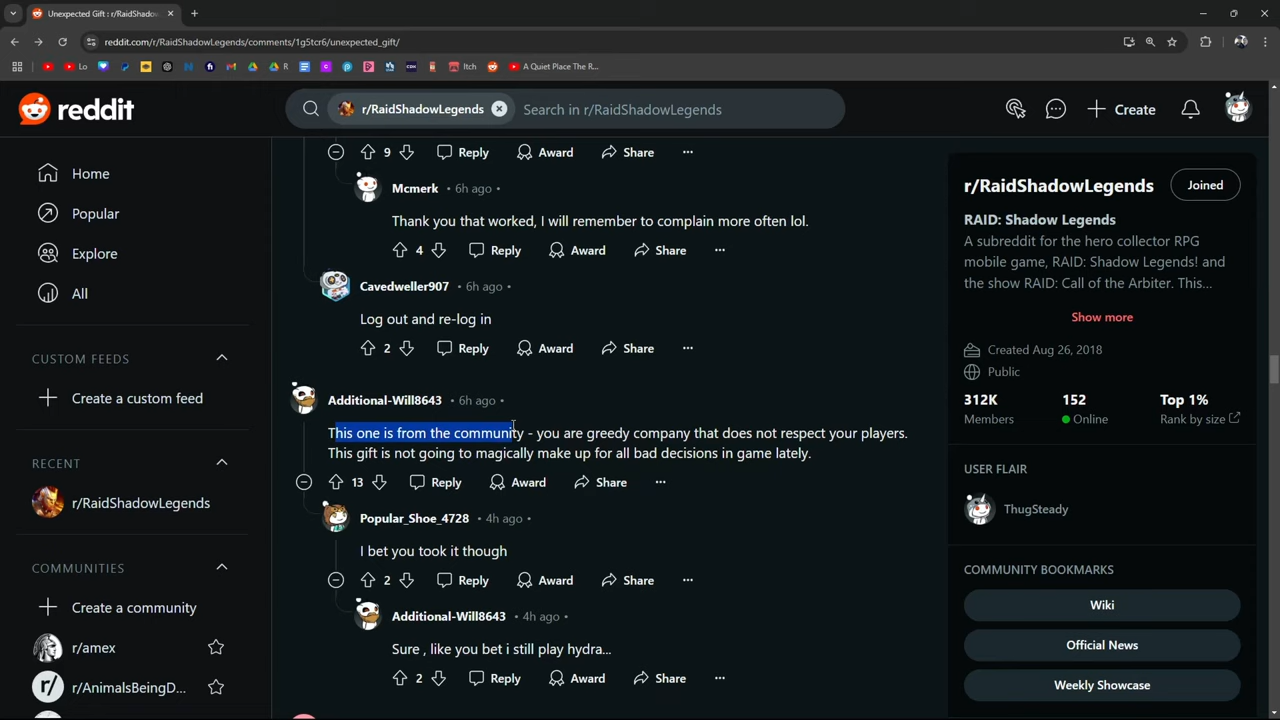 Unexpected Gift : r/RaidShadow
reddit.com/r/RaidShadowLegends/comments/1g5tcr6/unexpected_gift/
Lo
R
Itch
A Quiet Place The R...
reddit
r/RaidShadowLegends
Search in r/RaidShadowLegends
Create
Home
Popular
Explore
All
CUSTOM FEEDS
Create a custom feed
RECENT
r/RaidShadowLegends
COMMUNITIES
Create a community
r/amex
r/AnimalsBeingD...
9 Reply Award Share
Mcmerk • 6h ago •
Thank you that worked, I will remember to complain more often lol.
4 Reply Award Share
Cavedweller907 • 6h ago •
Log out and re-log in
2 Reply Award Share
Additional-Will8643 • 6h ago •
This one is from the community - you are greedy company that does not respect your players.
This gift is not going to magically make up for all bad decisions in game lately.
13 Reply Award Share
Popular_Shoe_4728 • 4h ago •
I bet you took it though
2 Reply Award Share
Additional-Will8643 • 4h ago •
Sure , like you bet i still play hydra...
2 Reply Award Share
r/RaidShadowLegends
Joined
RAID: Shadow Legends
A subreddit for the hero collector RPG
mobile game, RAID: Shadow Legends! and
the show RAID: Call of the Arbiter. This...
Show more
Created Aug 26, 2018
Public
312K 152 Top 1%
Members Online Rank by size
USER FLAIR
ThugSteady
COMMUNITY BOOKMARKS
Wiki
Official News
Weekly Showcase